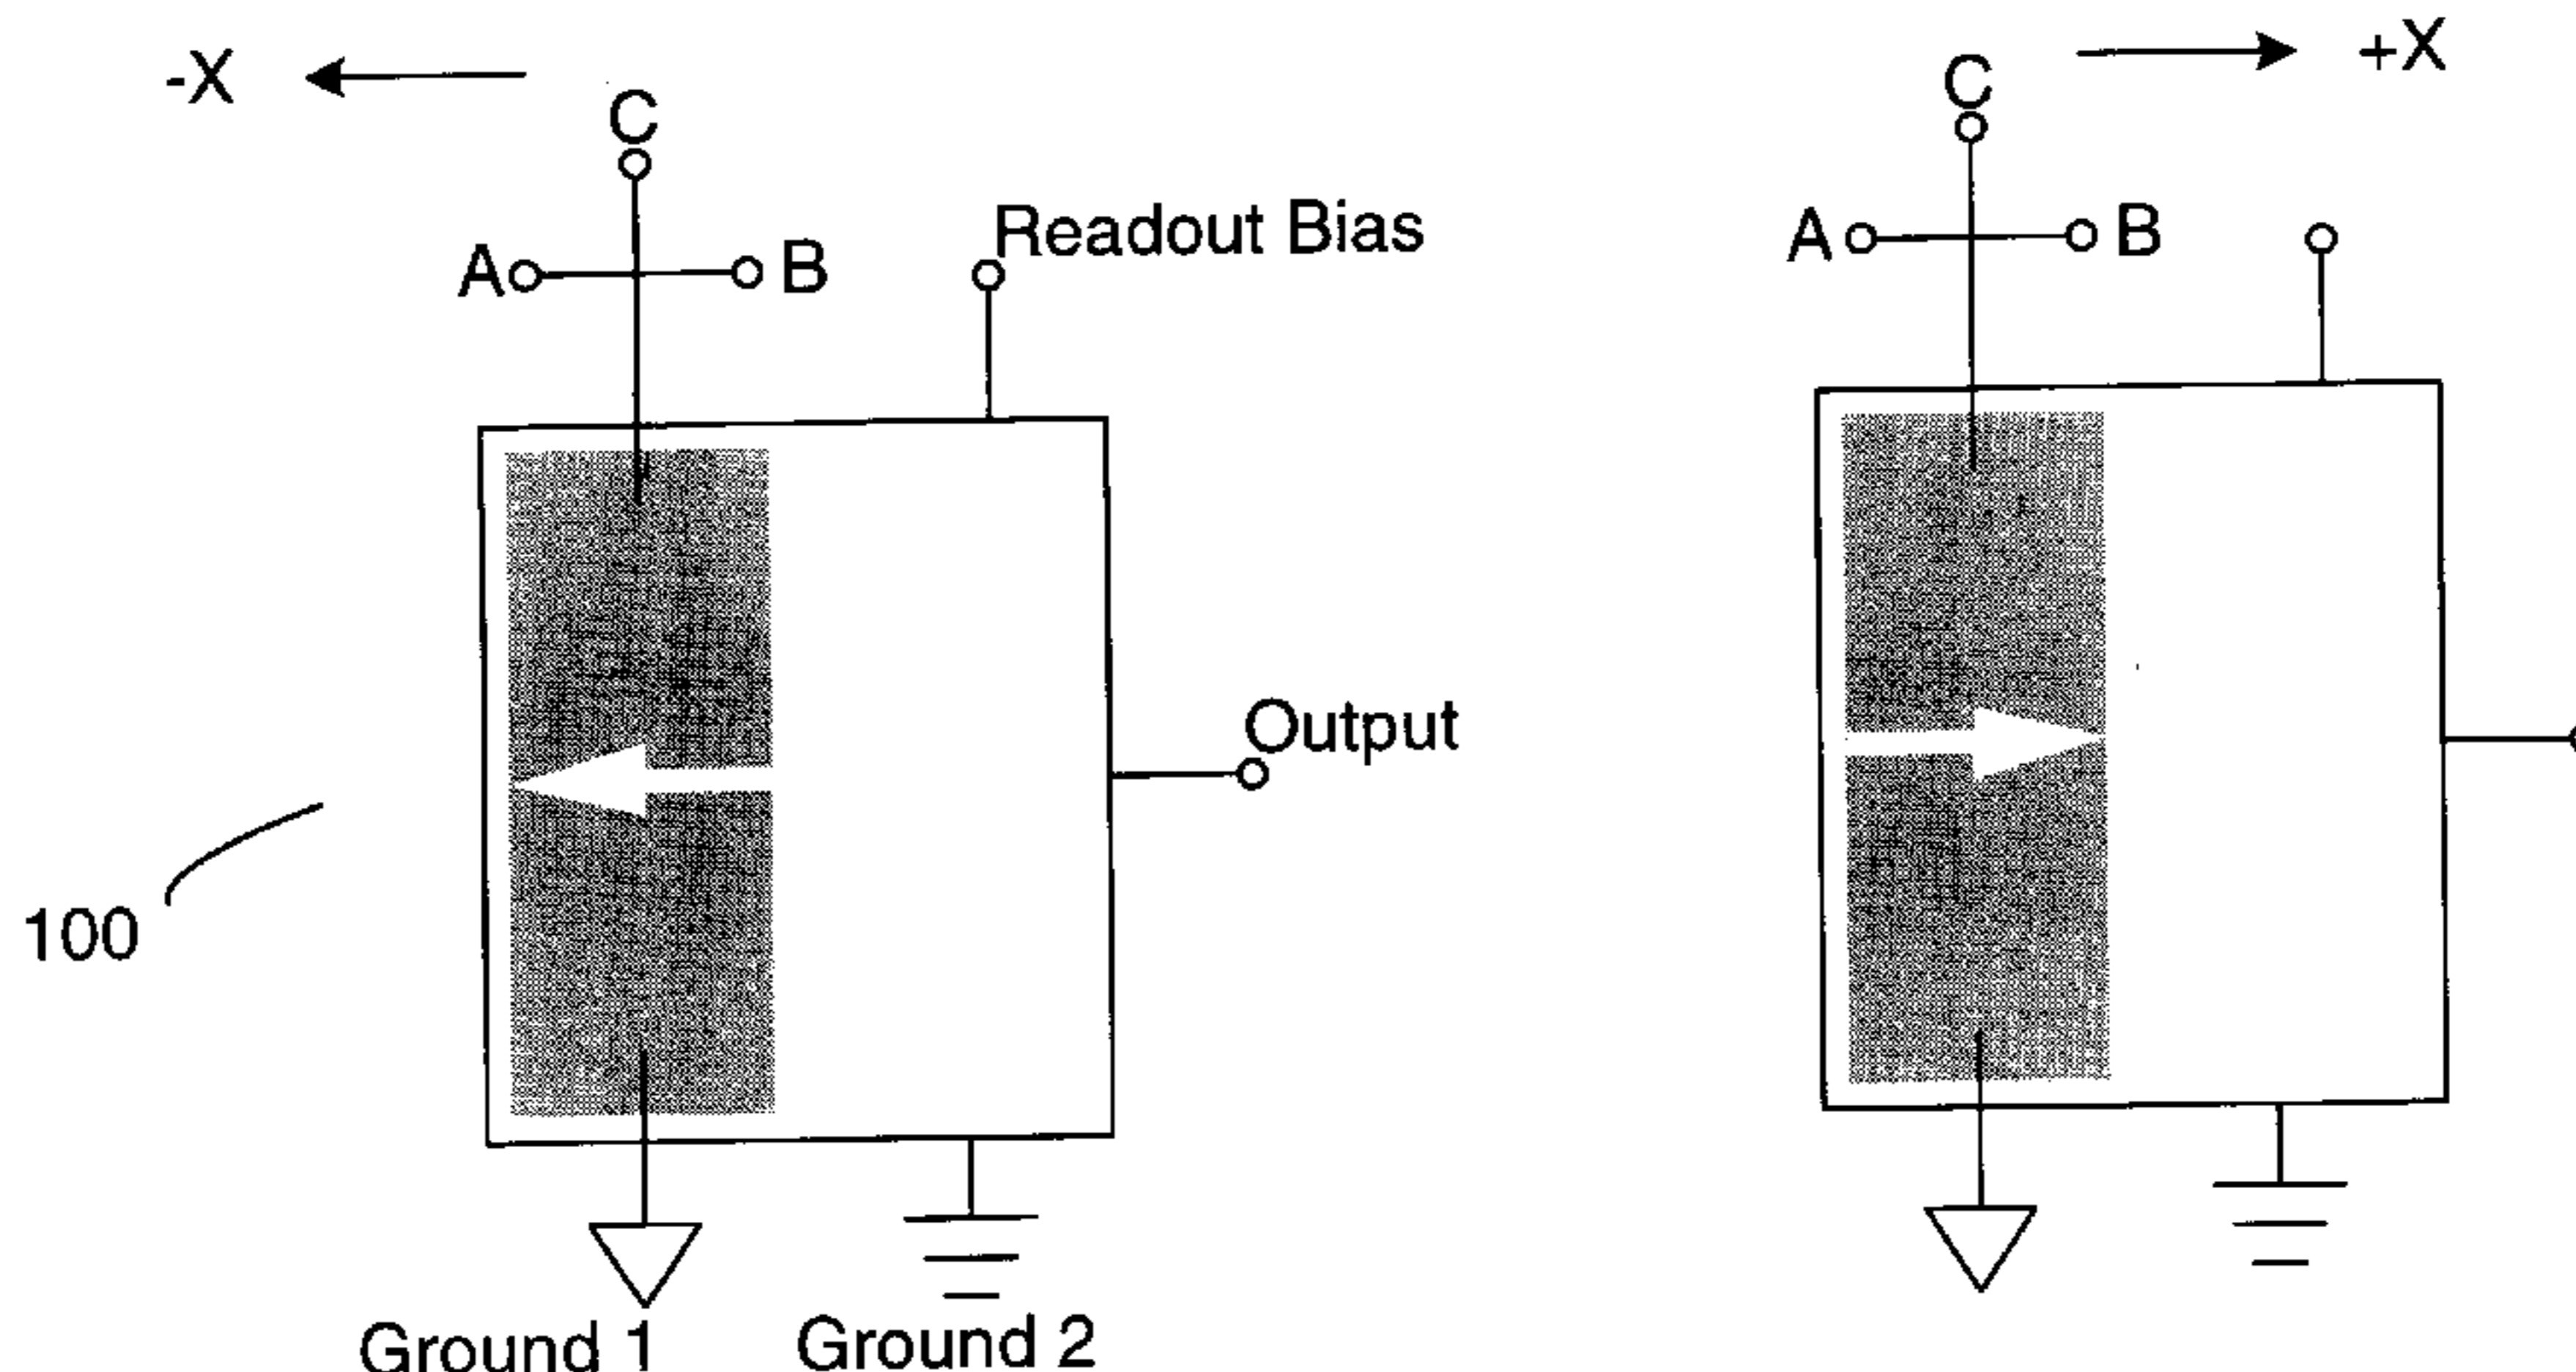 -X
C
A
B
Readout Bias
Output
100
Ground 1
Ground 2
+X
C
A
B